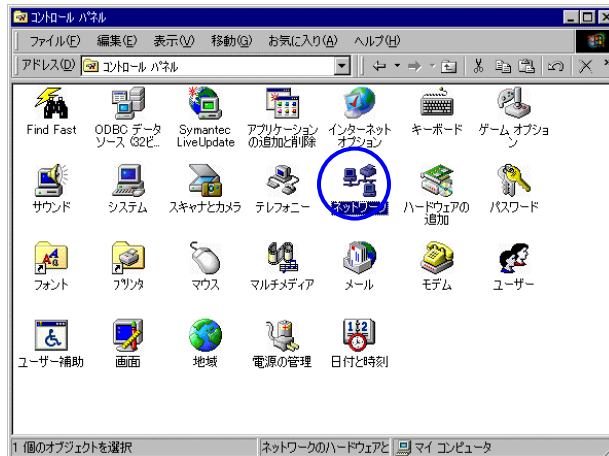 コントロール パネル
ファイル(F) 編集(E) 表示(V) 移動(G) お気に入り(A) ヘルプ(H)
アドレス(D) コントロール パネル
Find Fast ODBC データ Symantec アプリケーション インターネット キーボード ゲーム オプショ
ソース (32ビ... LiveUpdate の追加と削除 オプション ン
サウンド システム スキャナとカメラ テレフォニー ネットワーク ハードウェアの パスワード
追加
フォント プリンタ マウス マルチメディア メール モデム ユーザー
ユーザー補助 画面 地域 電源の管理 日付と時刻
1 個のオブジェクトを選択 ネットワークのハードウェアと マイ コンピュータ